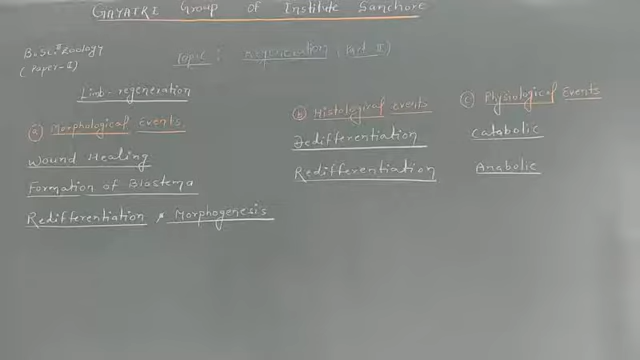 GAYATRI Group of Institute Sanchore
B.Sc. II Zoology
(Paper-I)
Topic: Regeneration (Part II)
Limb-regeneration
(a) Morphological Events
Wound Healing
Formation of Blastema
Redifferentiation & Morphogenesis
(b) Histological events
Dedifferentiation
Redifferentiation
(c) Physiological Events
Catabolic
Anabolic